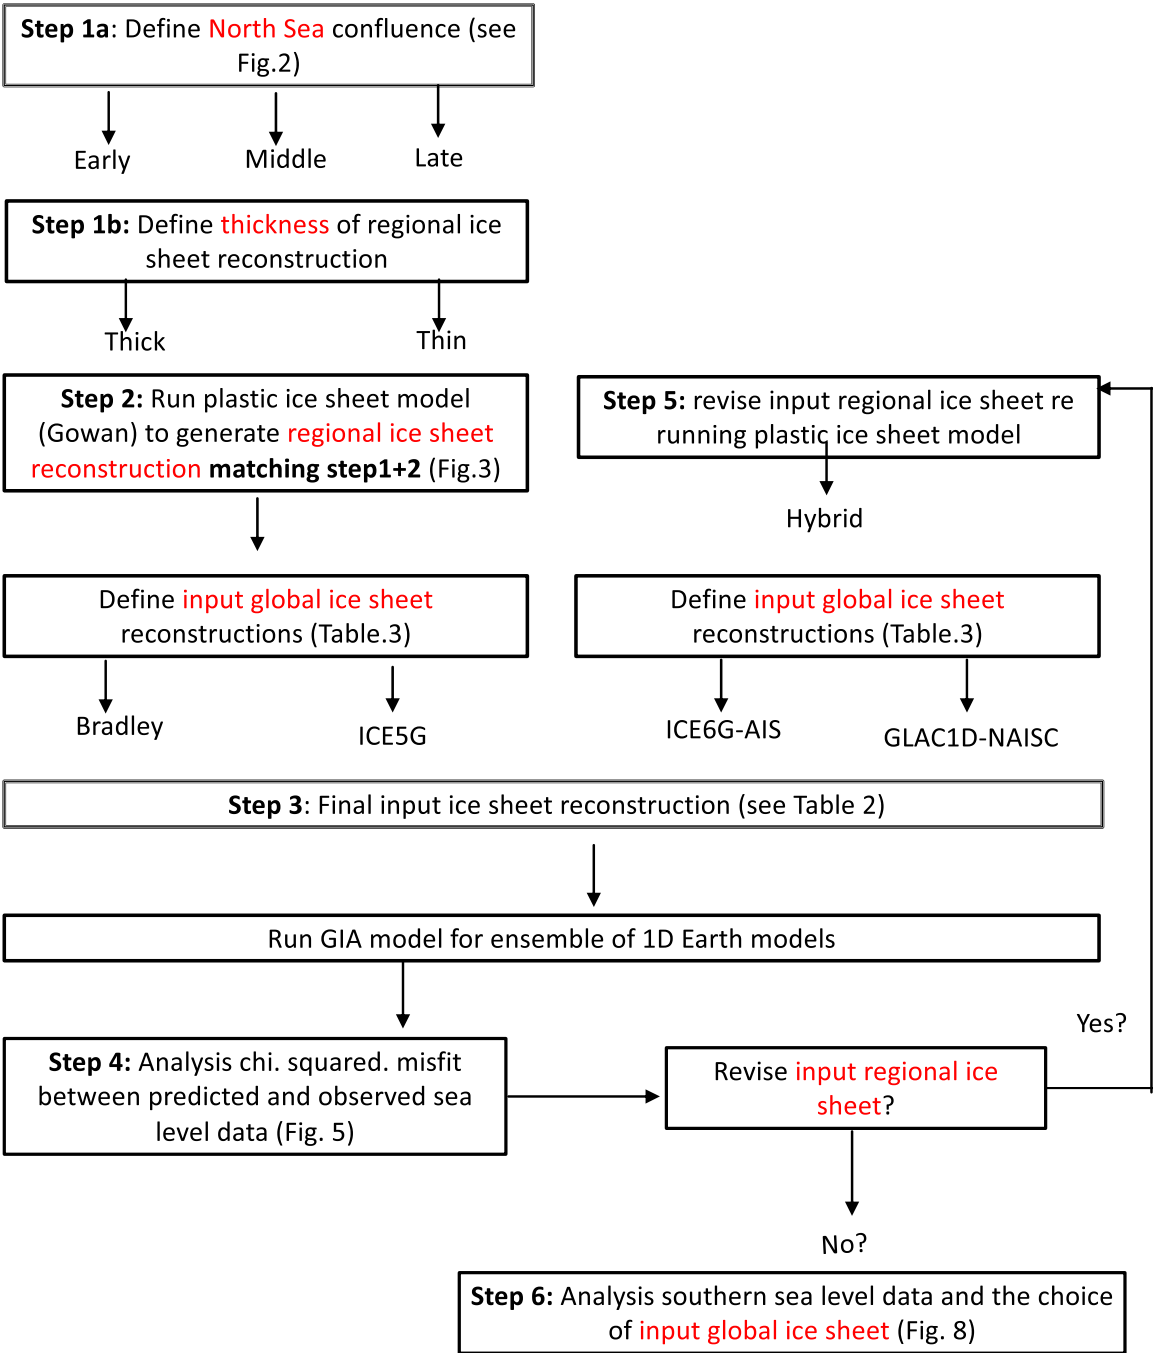 Step 1a: Define North Sea confluence (see
Fig.2)
Early
Middle
Late
Step 1b: Define thickness of regional ice
sheet reconstruction
Thick
Thin
Step 2: Run plastic ice sheet model
(Gowan) to generate regional ice sheet
reconstruction matching step1+2 (Fig.3)
Step 5: revise input regional ice sheet re
running plastic ice sheet model
Hybrid
Define input global ice sheet
reconstructions (Table.3)
Bradley
ICE5G
Define input global ice sheet
reconstructions (Table.3)
ICE6G-AIS
GLAC1D-NAISC
Step 3: Final input ice sheet reconstruction (see Table 2)
Run GIA model for ensemble of 1D Earth models
Step 4: Analysis chi. squared. misfit
between predicted and observed sea
level data (Fig. 5)
Revise input regional ice
sheet?
Yes?
No?
Step 6: Analysis southern sea level data and the choice
of input global ice sheet (Fig. 8)